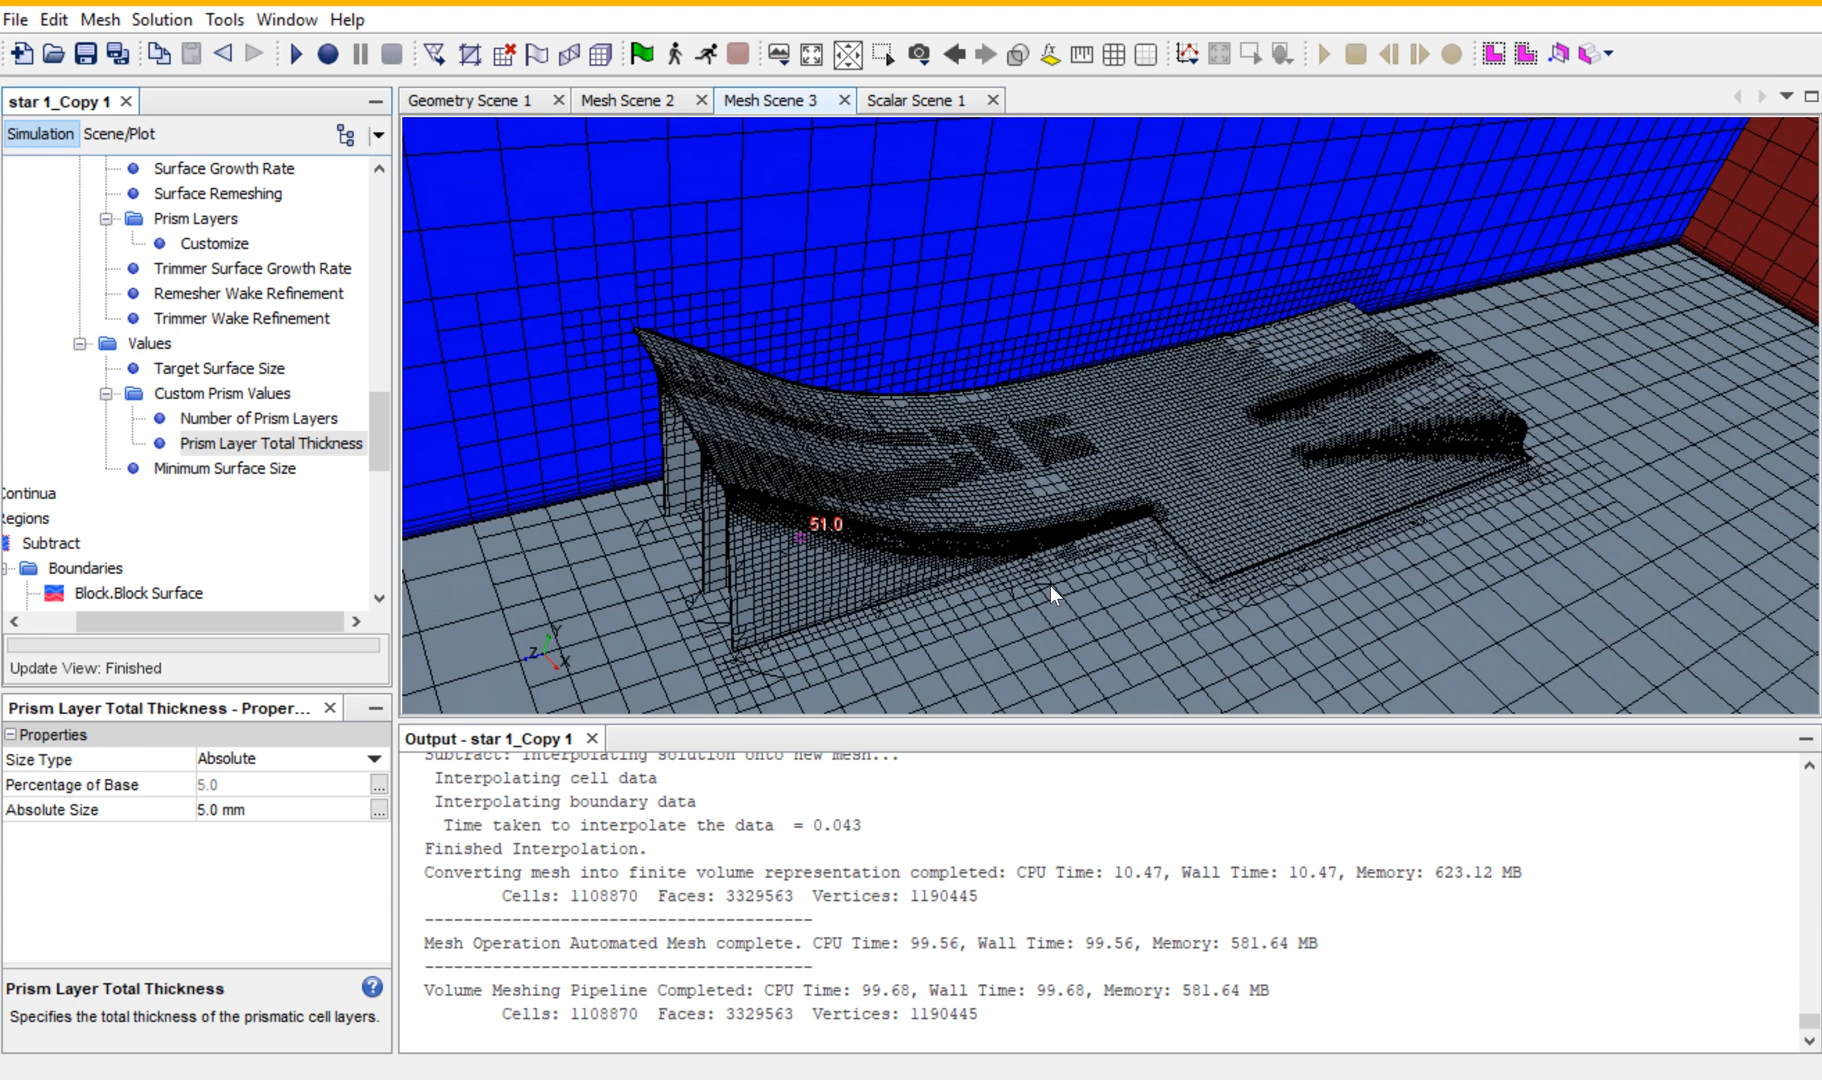 File Edit Mesh Solution Tools Window Help
star 1_Copy 1
Geometry Scene 1 Mesh Scene 2 Mesh Scene 3 Scalar Scene 1
Simulation Scene/Plot
Surface Growth Rate
Surface Remeshing
Prism Layers
Customize
Trimmer Surface Growth Rate
Remesher Wake Refinement
Trimmer Wake Refinement
Values
Target Surface Size
Custom Prism Values
Number of Prism Layers
Prism Layer Total Thickness
Minimum Surface Size
Continua
Regions
Subtract
Boundaries
Block.Block Surface
Update View: Finished
51.0
Y
Z
X
Prism Layer Total Thickness - Proper...
Properties
Size Type Absolute
Percentage of Base 5.0 ...
Absolute Size 5.0 mm ...
Prism Layer Total Thickness
Specifies the total thickness of the prismatic cell layers.
Output - star 1_Copy 1
Subtract: Interpolating solution onto new mesh...
Interpolating cell data
Interpolating boundary data
Time taken to interpolate the data = 0.043
Finished Interpolation.
Converting mesh into finite volume representation completed: CPU Time: 10.47, Wall Time: 10.47, Memory: 623.12 MB
Cells: 1108870 Faces: 3329563 Vertices: 1190445
----------------------------------------
Mesh Operation Automated Mesh complete. CPU Time: 99.56, Wall Time: 99.56, Memory: 581.64 MB
----------------------------------------
Volume Meshing Pipeline Completed: CPU Time: 99.68, Wall Time: 99.68, Memory: 581.64 MB
Cells: 1108870 Faces: 3329563 Vertices: 1190445